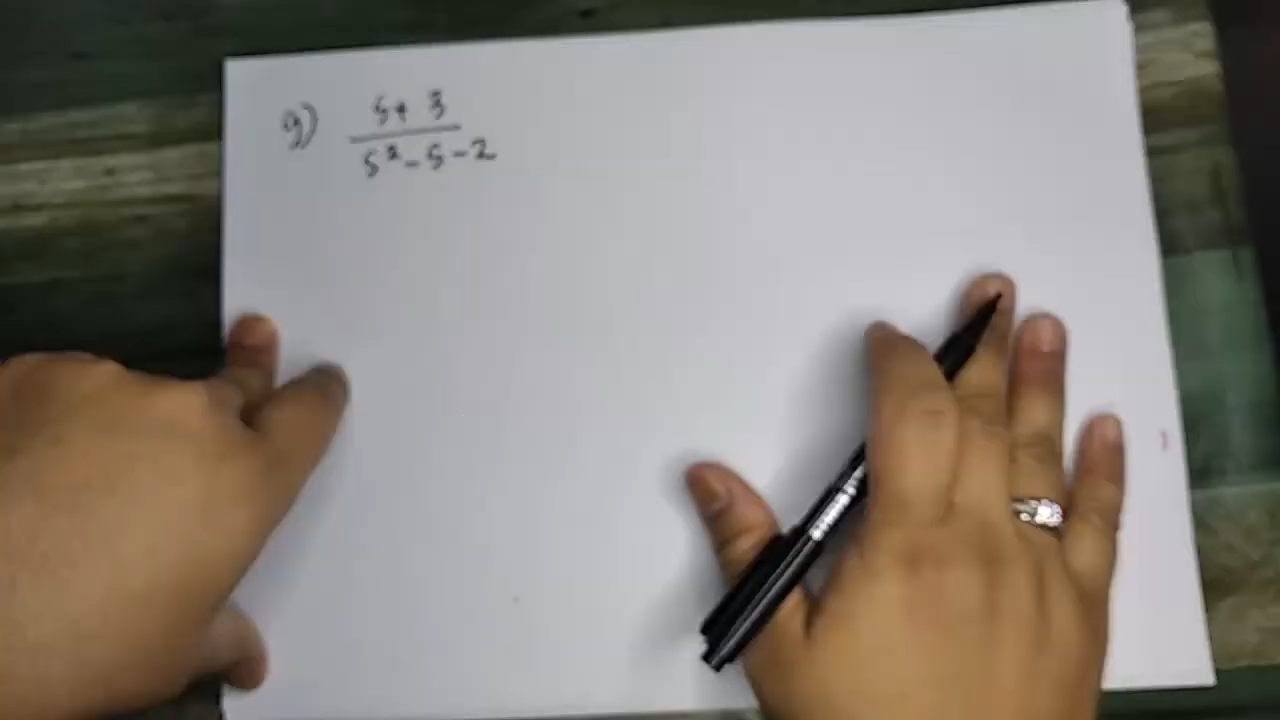 9) s + 3
s² - s - 2